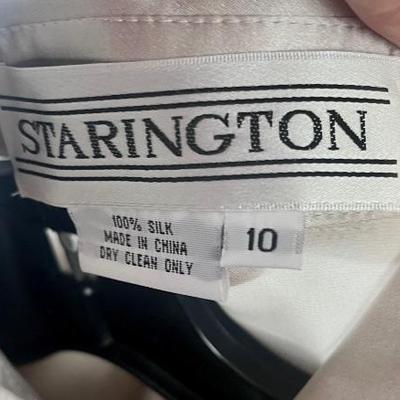 STARINGTON
100% SILK
MADE IN CHINA
DRY CLEAN ONLY
10